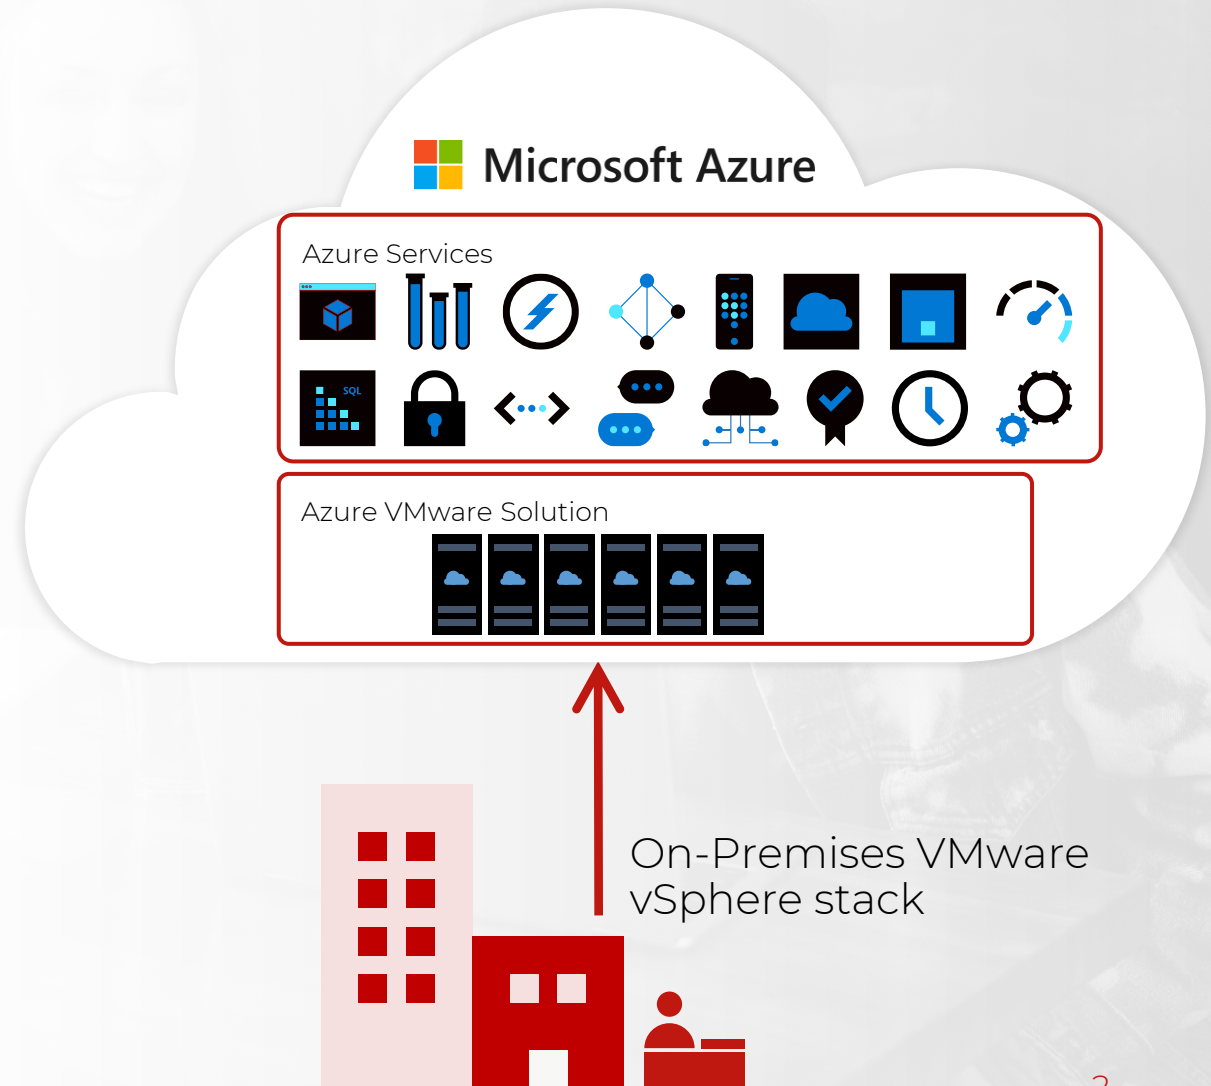 Microsoft Azure
Azure Services
SQL
Azure VMware Solution
On-Premises VMware
vSphere stack